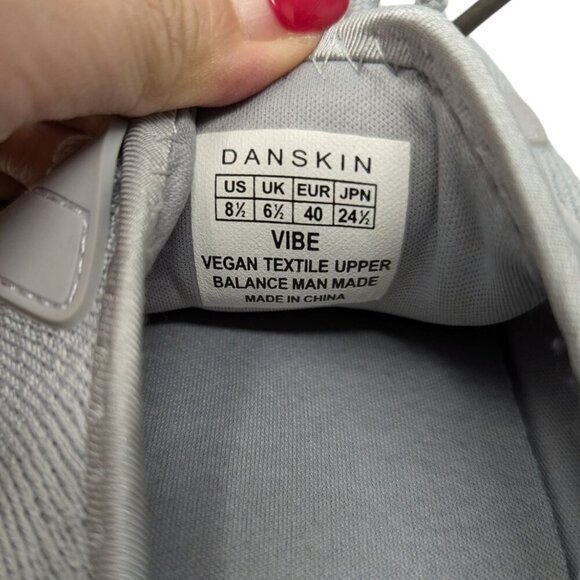 DANSKIN
US UK EUR JPN
8½ 6½ 40 24½
VIBE
VEGAN TEXTILE UPPER
BALANCE MAN MADE
MADE IN CHINA